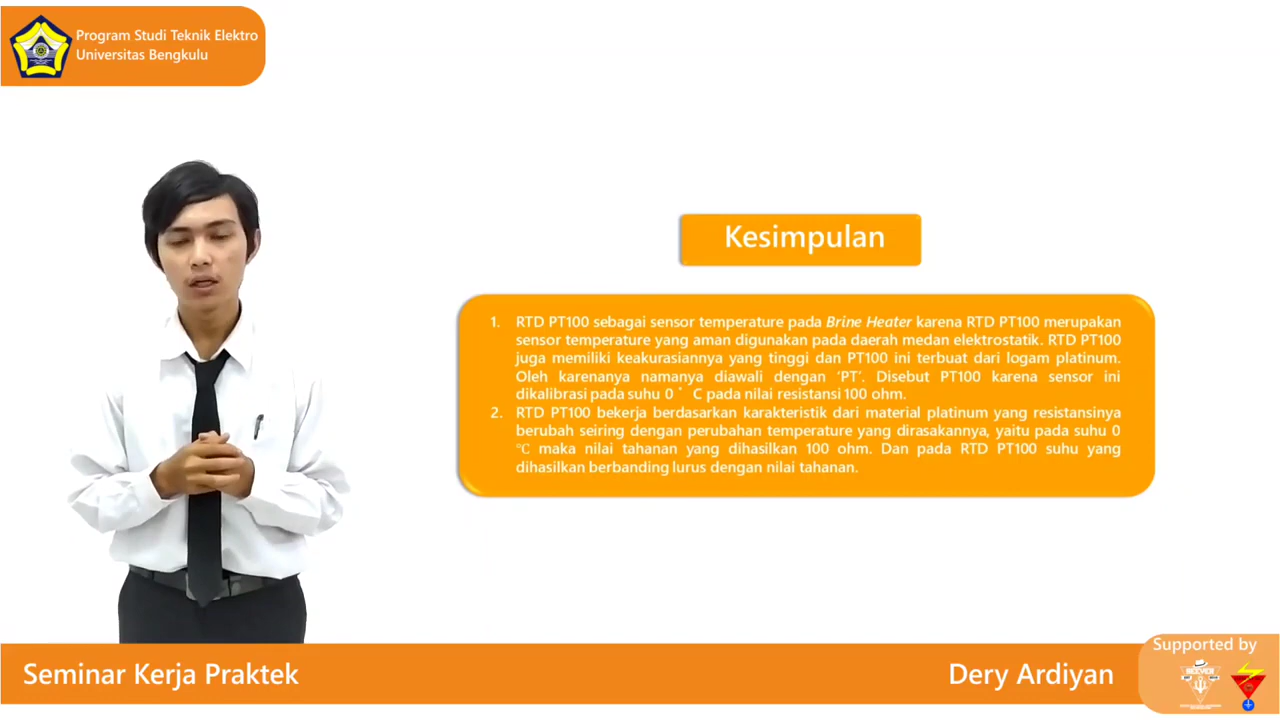 Program Studi Teknik Elektro
Universitas Bengkulu
Kesimpulan
1. RTD PT100 sebagai sensor temperature pada Brine Heater karena RTD PT100 merupakan
sensor temperature yang aman digunakan pada daerah medan elektrostatik. RTD PT100
juga memiliki keakurasiannya yang tinggi dan PT100 ini terbuat dari logam platinum.
Oleh karenanya namanya diawali dengan ‘PT’. Disebut PT100 karena sensor ini
dikalibrasi pada suhu 0˚ C pada nilai resistansi 100 ohm.
2. RTD PT100 bekerja berdasarkan karakteristik dari material platinum yang resistansinya
berubah seiring dengan perubahan temperature yang dirasakannya, yaitu pada suhu 0
℃ maka nilai tahanan yang dihasilkan 100 ohm. Dan pada RTD PT100 suhu yang
dihasilkan berbanding lurus dengan nilai tahanan.
Seminar Kerja Praktek
Dery Ardiyan
Supported by